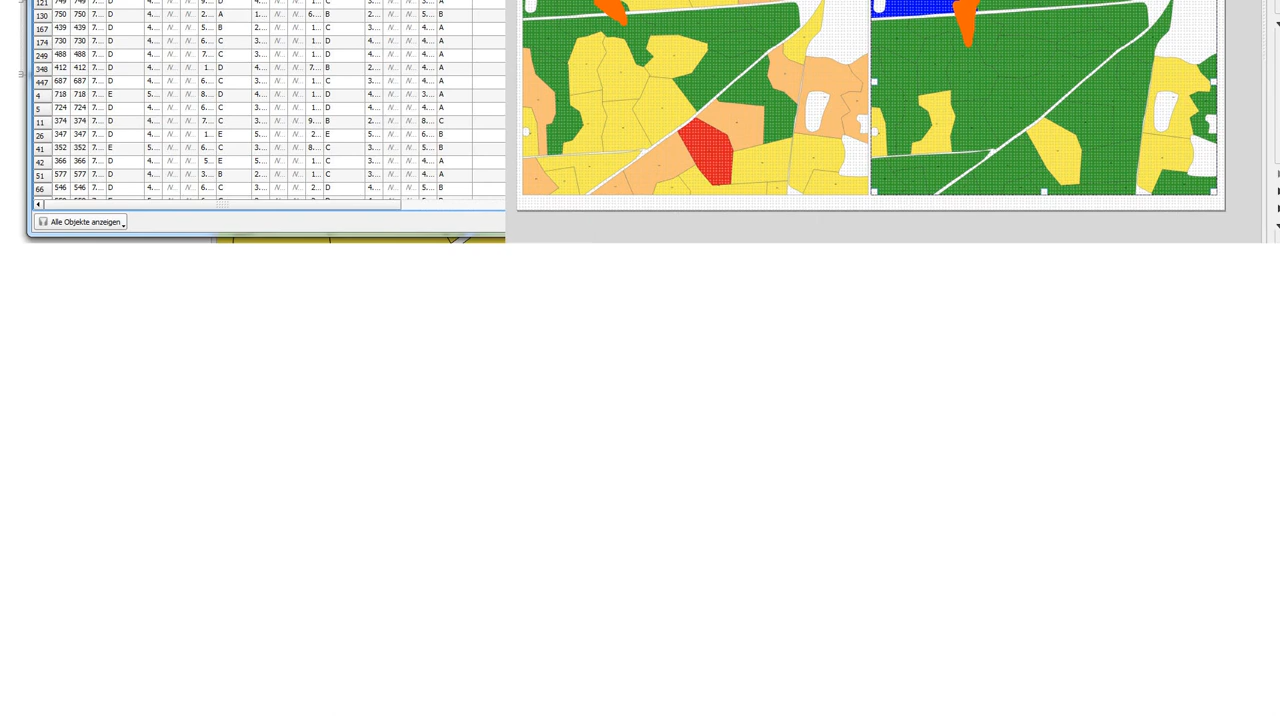 121 749 749 7... D 4... N... N... 9... D 4... N... N... 1... C 3... N... N... 3... A
130 750 750 7... D 4... N... N... 2... A 1... N... N... 6... B 2... N... N... 5... B
167 439 439 7... D 4... N... N... 5... B 2... N... N... 1... C 3... N... N... 4... A
174 730 730 7... D 4... N... N... 6... C 3... N... N... 1... D 4... N... N... 4... A
249 488 488 7... D 4... N... N... 7... C 3... N... N... 1... D 4... N... N... 4... A
348 412 412 7... D 4... N... N... 1... D 4... N... N... 7... B 2... N... N... 4... A
447 687 687 7... D 4... N... N... 6... C 3... N... N... 1... C 3... N... N... 4... A
4 718 718 7... E 5... N... N... 8... D 4... N... N... 1... D 4... N... N... 3... A
5 724 724 7... D 4... N... N... 6... C 3... N... N... 1... D 4... N... N... 4... A
11 374 374 7... D 4... N... N... 7... C 3... N... N... 9... B 2... N... N... 8... C
26 347 347 7... D 4... N... N... 1... E 5... N... N... 2... E 5... N... N... 6... B
41 352 352 7... E 5... N... N... 6... C 3... N... N... 8... C 3... N... N... 5... A
42 366 366 7... D 4... N... N... 5... E 5... N... N... 1... C 3... N... N... 4... A
51 577 577 7... D 4... N... N... 3... B 2... N... N... 1... C 3... N... N... 4... A
66 546 546 7... D 4... N... N... 6... C 3... N... N... 2... D 4... N... N... 5... B
Alle Objekte anzeigen